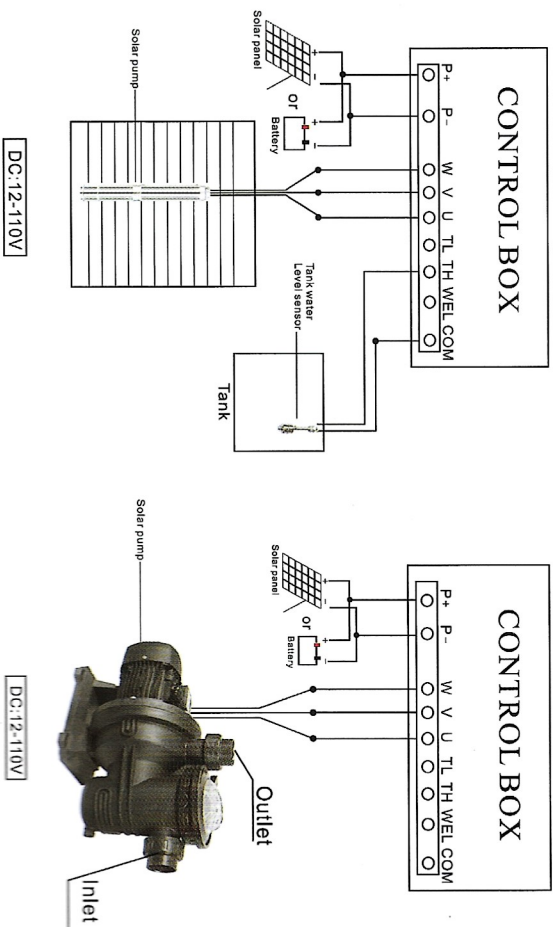 CONTROL BOX
P+ P- W V U TL TH WEL COM
+ -
Solar panel
or
+ -
Battery
Solar pump
Tank water
Level sensor
Tank
DC:12-110V
CONTROL BOX
P+ P- W V U TL TH WEL COM
+ -
Solar panel
or
+ -
Battery
Solar pump
Outlet
Inlet
DC:12-110V